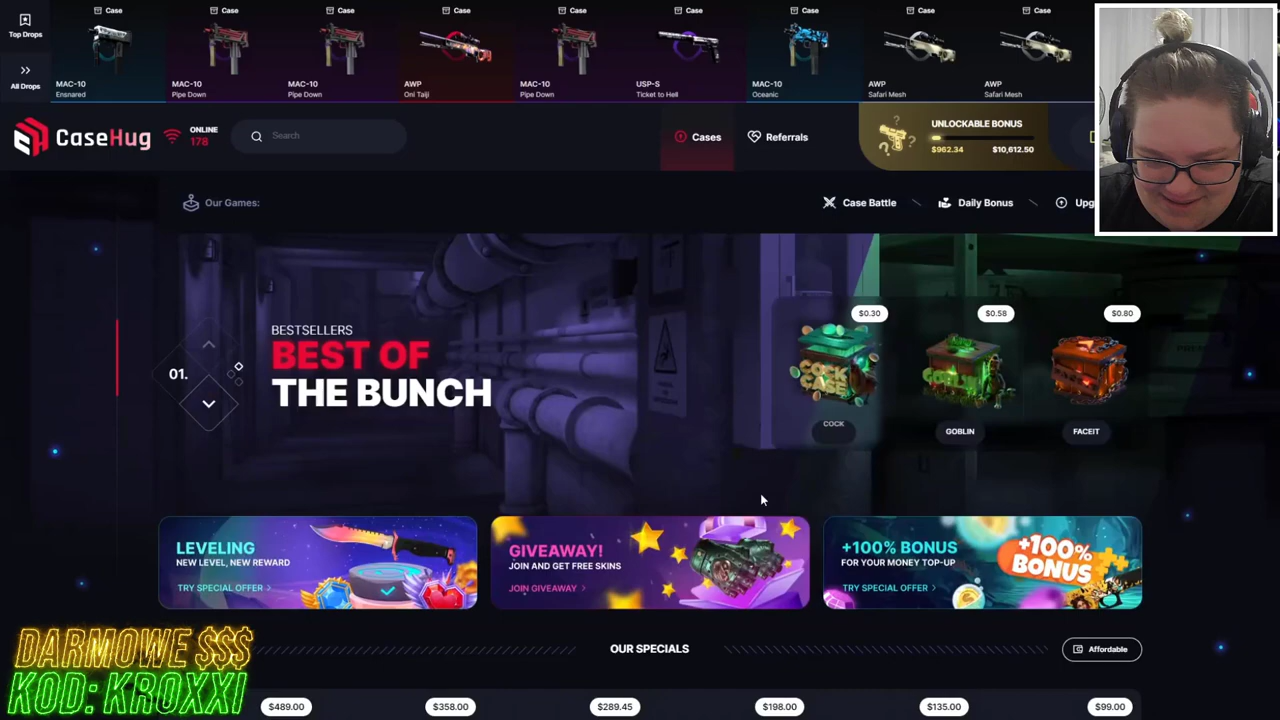 Case
Case
Case
Case
Case
Case
Case
Case
Case
Top Drops
All Drops
MAC-10
Ensnared
MAC-10
Pipe Down
MAC-10
Pipe Down
AWP
Oni Taiji
MAC-10
Pipe Down
USP-S
Ticket to Hell
MAC-10
Oceanic
AWP
Safari Mesh
AWP
Safari Mesh
CaseHug
ONLINE
178
Search
Cases
Referrals
UNLOCKABLE BONUS
$962.34
$10,612.50
Our Games:
Case Battle
Daily Bonus
Upg
01.
BESTSELLERS
BEST OF
THE BUNCH
$0.30
$0.58
$0.80
COCK
CASE
GOBLIN
COCK
GOBLIN
FACEIT
LEVELING
NEW LEVEL, NEW REWARD
TRY SPECIAL OFFER >
GIVEAWAY!
JOIN AND GET FREE SKINS
JOIN GIVEAWAY >
+100% BONUS
FOR YOUR MONEY TOP-UP
TRY SPECIAL OFFER >
+100%
BONUS
OUR SPECIALS
Affordable
DARMOWE $$$
KOD: KROXXI
$489.00
$358.00
$289.45
$198.00
$135.00
$99.00